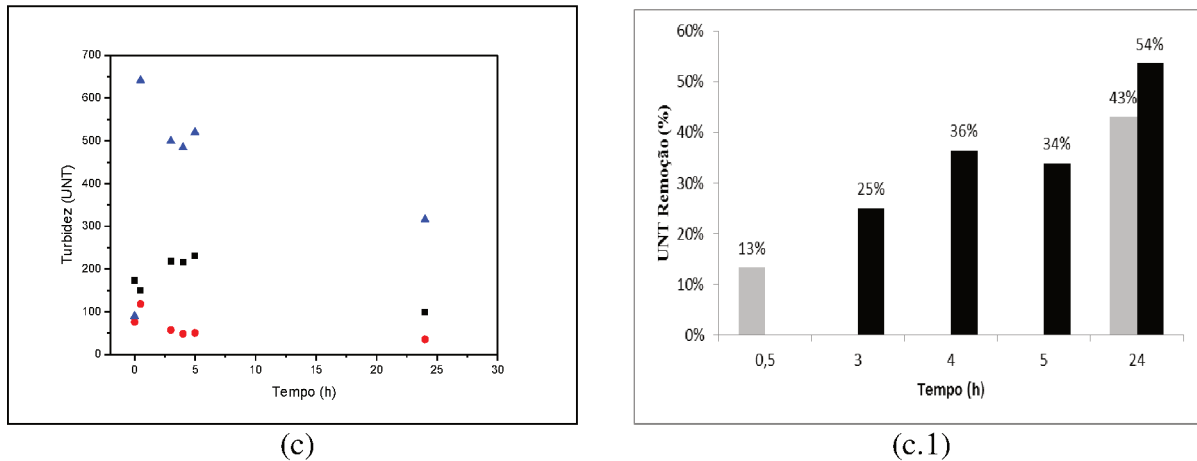 700
600
500
400
300
200
100
0
Turbidez (UNT)
0 5 10 15 20 25 30
Tempo (h)
(c)
60%
50%
40%
30%
20%
10%
0%
UNT Remoção (%)
13%
25%
36%
34%
43%
54%
0,5 3 4 5 24
Tempo (h)
(c.1)